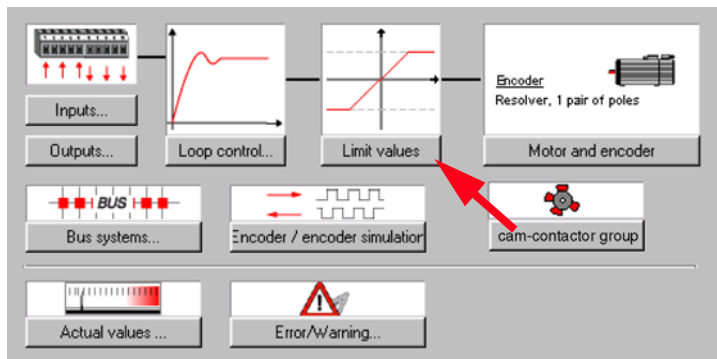 Encoder
Resolver, 1 pair of poles
Inputs...
Outputs...
Loop control...
Limit values
Motor and encoder
BUS
Bus systems...
Encoder / encoder simulation
cam-contactor group
Actual values ...
Error/Warning...